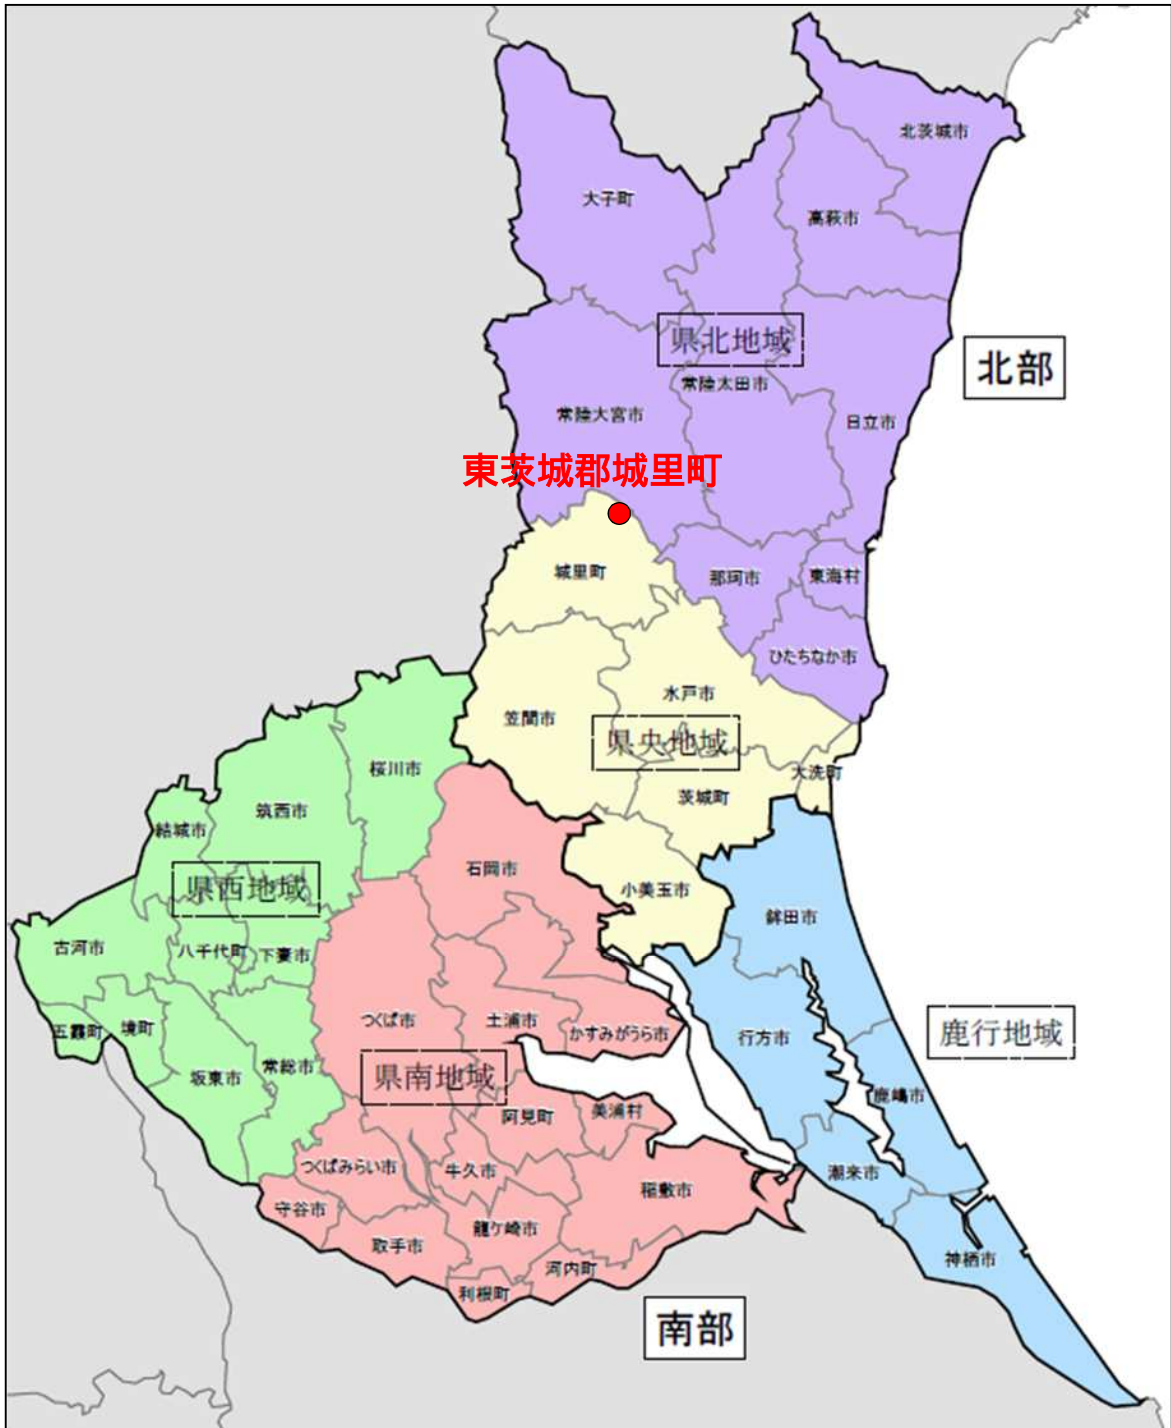 北茨城市
大子町
高萩市
県北地域
北部
常陸太田市
常陸大宮市
日立市
東茨城郡城里町
城里町
那珂市
東海村
ひたちなか市
水戸市
笠間市
県央地域
桜川市
大洗町
茨城町
筑西市
結城市
石岡市
県西地域
小美玉市
鉾田市
古河市
八千代町
下妻市
つくば市
土浦市
かすみがうら市
行方市
鹿行地域
五霞町
境町
常総市
坂東市
県南地域
鹿嶋市
阿見町
美浦村
つくばみらい市
牛久市
潮来市
稲敷市
守谷市
龍ケ崎市
取手市
神栖市
河内町
利根町
南部